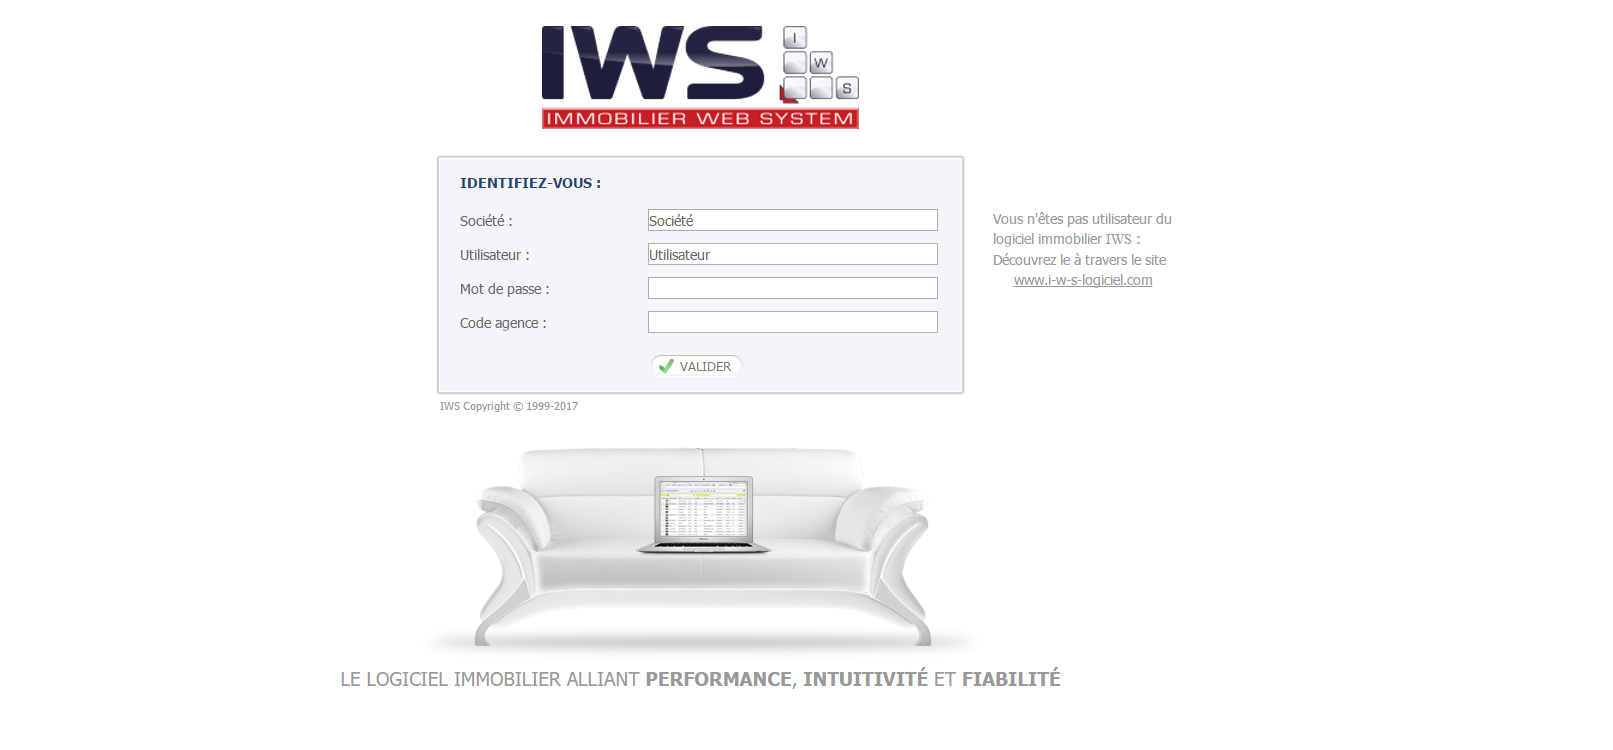 IWS
I
W
S
IMMOBILIER WEB SYSTEM
IDENTIFIEZ-VOUS :
Société : Société
Utilisateur : Utilisateur
Mot de passe :
Code agence :
VALIDER
IWS Copyright © 1999-2017
Vous n'êtes pas utilisateur du
logiciel immobilier IWS :
Découvrez le à travers le site
www.i-w-s-logiciel.com
LE LOGICIEL IMMOBILIER ALLIANT PERFORMANCE, INTUITIVITÉ ET FIABILITÉ